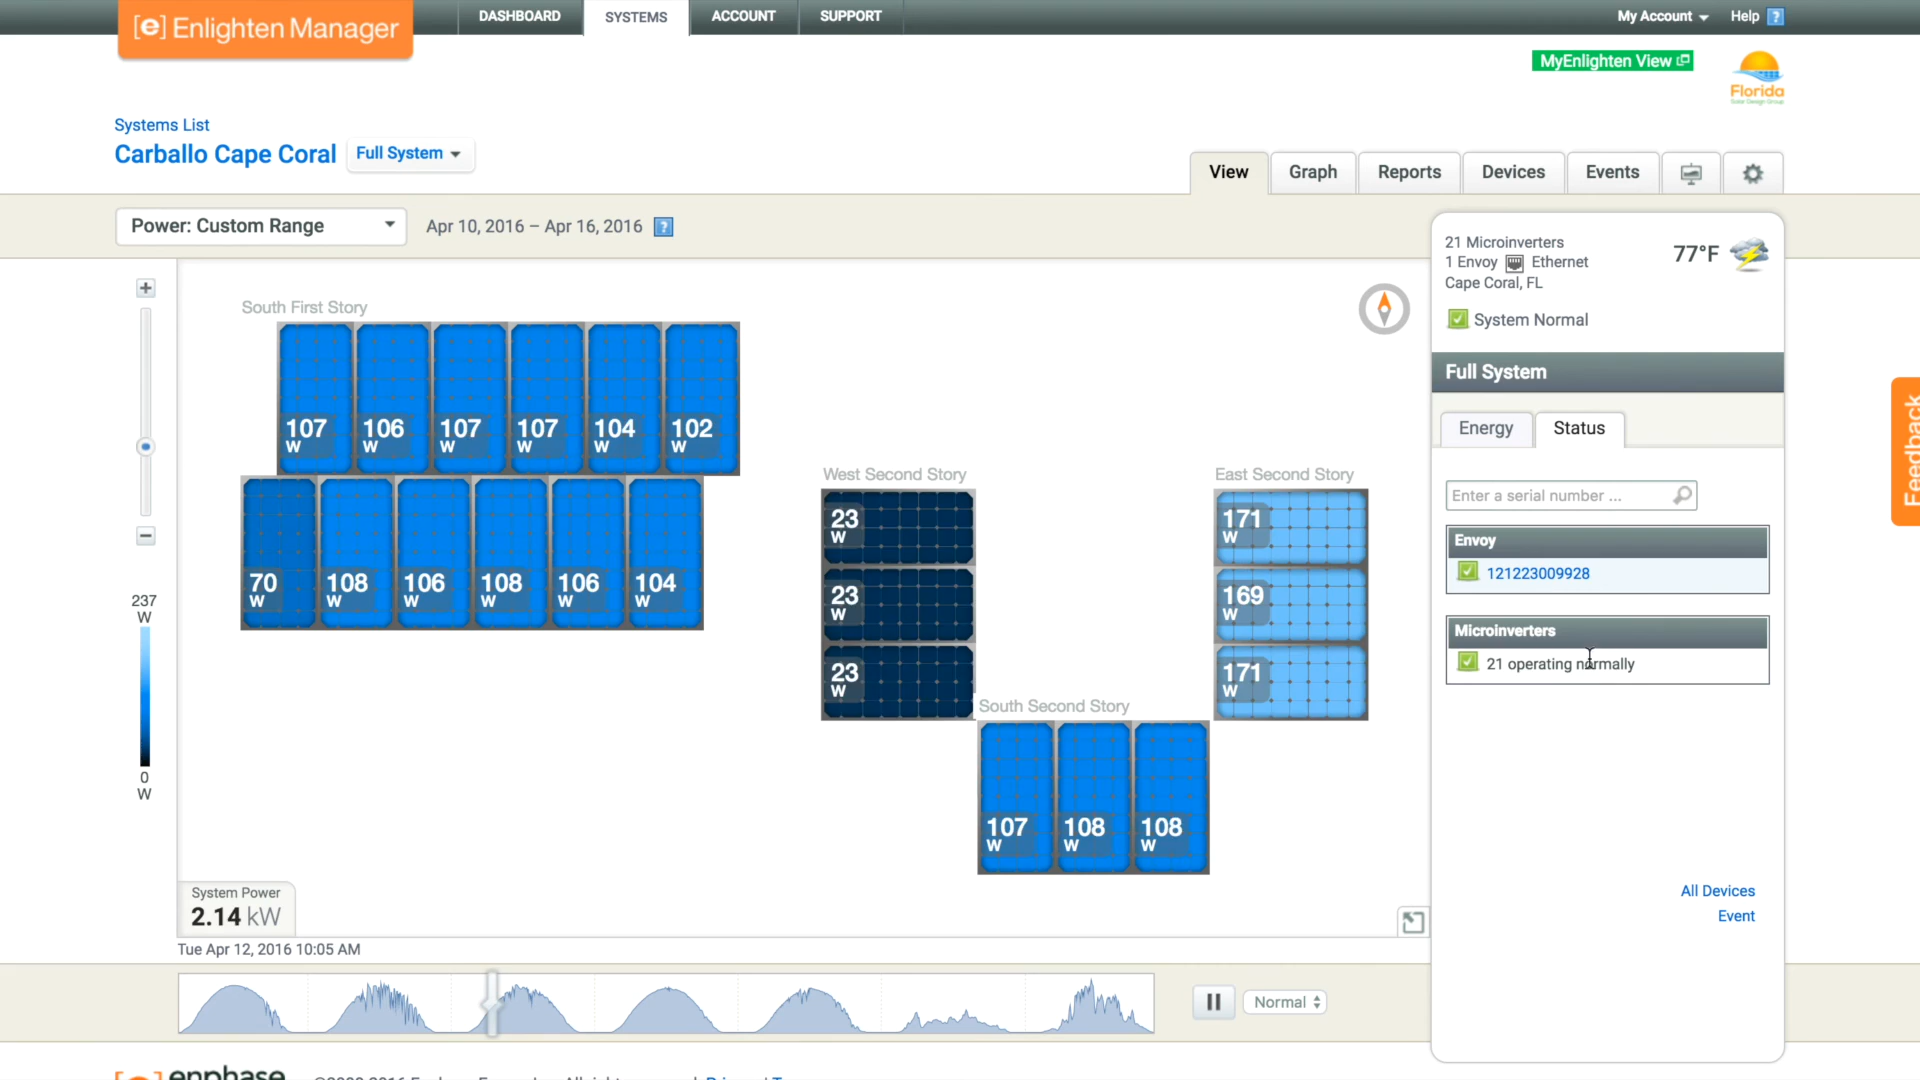 [e] Enlighten Manager
DASHBOARD
SYSTEMS
ACCOUNT
SUPPORT
My Account
Help ?
MyEnlighten View
Florida
Systems List
Carballo Cape Coral
Full System
View
Graph
Reports
Devices
Events
Power: Custom Range
Apr 10, 2016 – Apr 16, 2016 ?
21 Microinverters
1 Envoy Ethernet
Cape Coral, FL
77°F
System Normal
Full System
Energy
Status
Enter a serial number ...
Envoy
121223009928
Microinverters
21 operating normally
All Devices
Event
Feedback
237
W
0
W
South First Story
107 W
106 W
107 W
107 W
104 W
102 W
70 W
108 W
106 W
108 W
106 W
104 W
West Second Story
23 W
23 W
23 W
East Second Story
171 W
169 W
171 W
South Second Story
107 W
108 W
108 W
System Power
2.14 kW
Tue Apr 12, 2016 10:05 AM
Normal
enphase